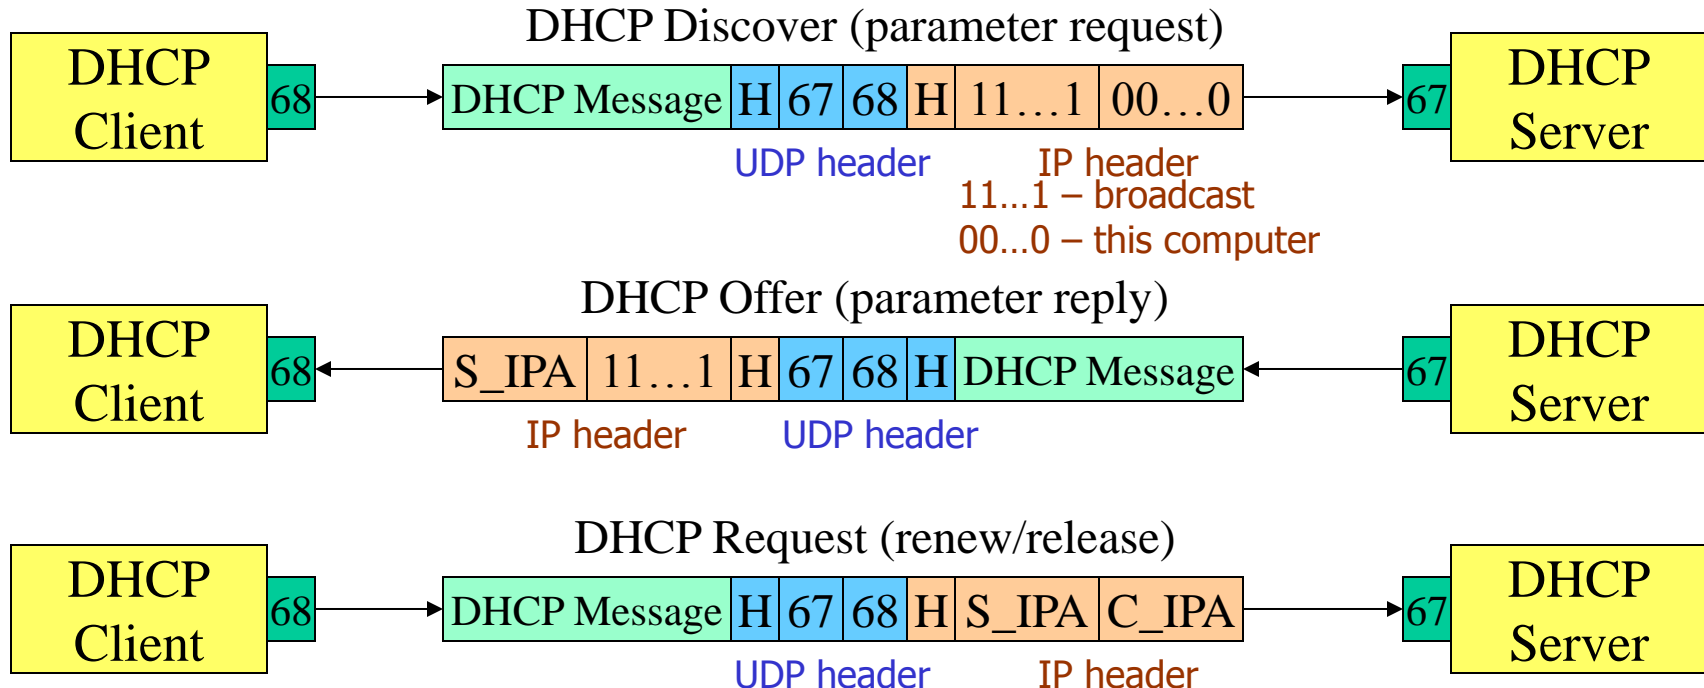 DHCP Discover (parameter request)
DHCP
Client
68
DHCP Message H 67 68 H 11…1 00…0
67
DHCP
Server
UDP header
IP header
11…1 – broadcast
00…0 – this computer
DHCP Offer (parameter reply)
DHCP
Client
68
S_IPA 11…1 H 67 68 H DHCP Message
67
DHCP
Server
IP header
UDP header
DHCP Request (renew/release)
DHCP
Client
68
DHCP Message H 67 68 H S_IPA C_IPA
67
DHCP
Server
UDP header
IP header